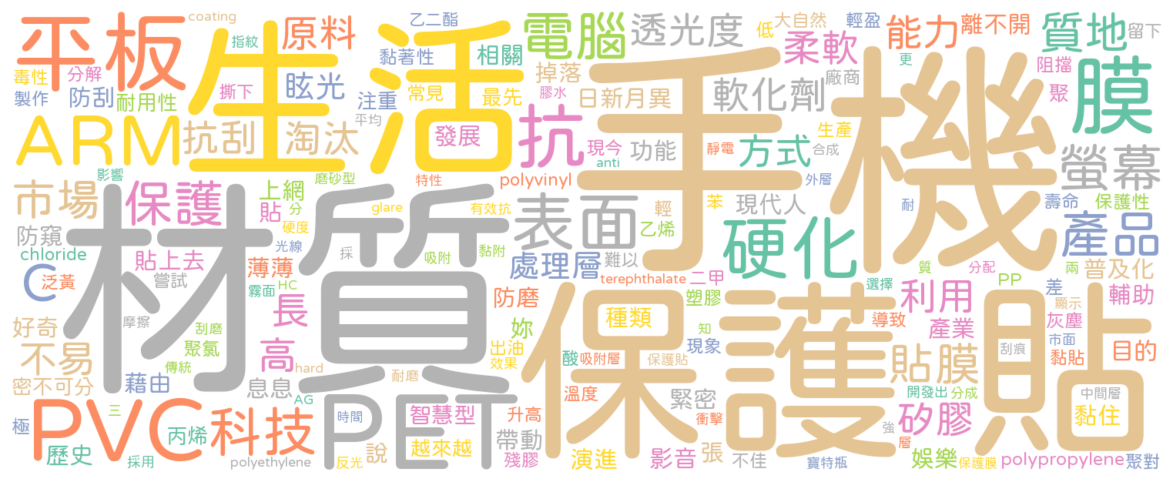 coating
乙二酯
平板
指紋
原料
電腦
透光度
低
大自然
輕盈
能力
離不開
質地
留下
生活
手機
黏著性
相關
柔軟
廠商
更
阻擋
膜
毒性
分解
撕下
眩光
掉落
製作
防刮
耐用性
注重
常見
最先
日新月異
軟化劑
聚
ARM
抗刮
淘汰
平均
膠水
發展
抗
現今
功能
靜電
方式
生產
合成
anti
螢幕
影響
磨砂型
特性
polyvinyl
外層
市場
保護
上網
貼
分
硬度
glare
有效抗
表面
輕
笨
現代人
耐
壽命
保護性
材質
乙烯
硬化
產品
防窺
chloride
貼上去
光線
採
吸附
黏附
處理層
難以
C
泛黃
嘗試
薄薄
霧面
HC
terephthalate
二甲
質
分配
PP
兩
普及化
選擇
防磨
塑膠
差
顯示
輔助
長
摩擦
保護貼
種類
利用
好奇
刮磨
妳
知
導致
產業
灰塵
市面
不易
聚氯
高
出油
現象
刮痕
黏貼
目的
傳統
hard
效果
酸
吸附層
保護貼
貼膜
密不可分
藉由
息息
耐磨
溫度
緊密
開發出
分成
中間層
PVC
三
AG
PET
智慧型
升高
衝擊
矽膠
黏住
極
丙烯
科技
時間
越來越
帶動
張
強
層
歷史
採用
polyethylene
反光
說
殘膠
演進
影音
不佳
寶特瓶
娛樂
保護膜
polypropylene
聚對